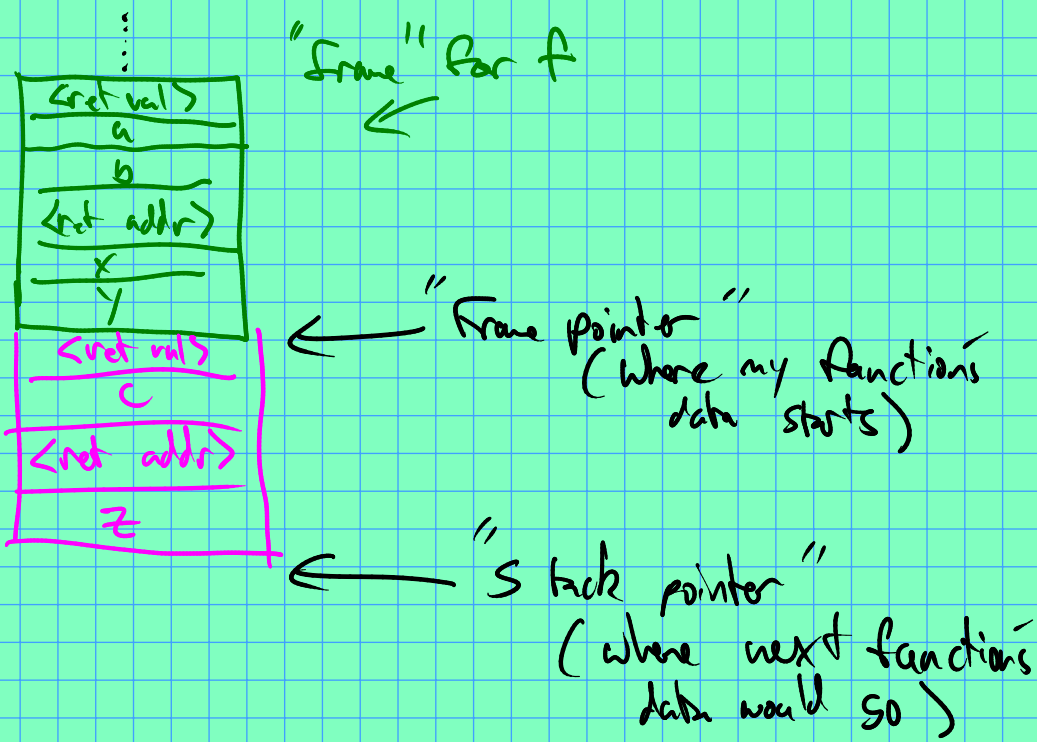 "frame" for f
<ret val>
a
b
<ret addr>
x
y
"Frame pointer"
(where my function's
data starts)
<ret val>
c
<ret addr>
z
"Stack pointer"
(where next function's
data would go)